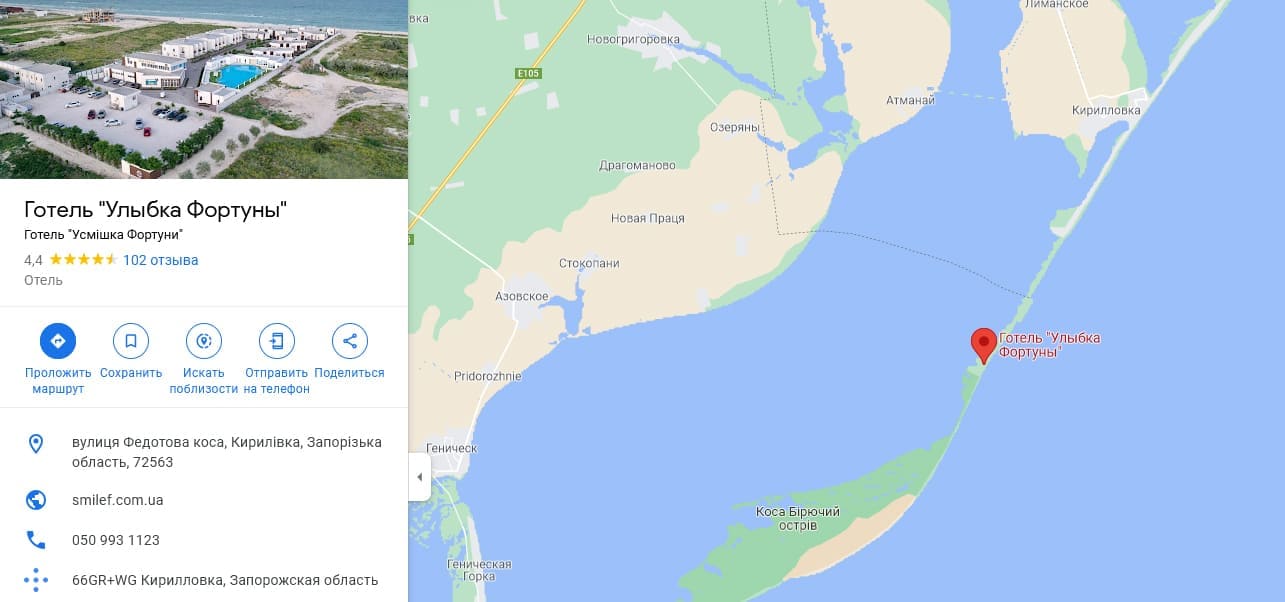 Готель "Улыбка Фортуны"
Готель "Усмішка Фортуни"
4,4 102 отзыва
Отель
Проложить маршрут
Сохранить
Искать поблизости
Отправить на телефон
Поделиться
вулиця Федотова коса, Кирилівка, Запорізька
область, 72563
smilef.com.ua
050 993 1123
66GR+WG Кирилловка, Запорожская область
вка
Лиманское
Новогригоровка
E105
Атманай
Кирилловка
Озеряны
Драгоманово
Новая Праця
Стокопани
Азовское
Готель "Улыбка
Фортуны"
Pridorozhnie
Геническ
Коса Бірючий
острів
Геническая
Горка